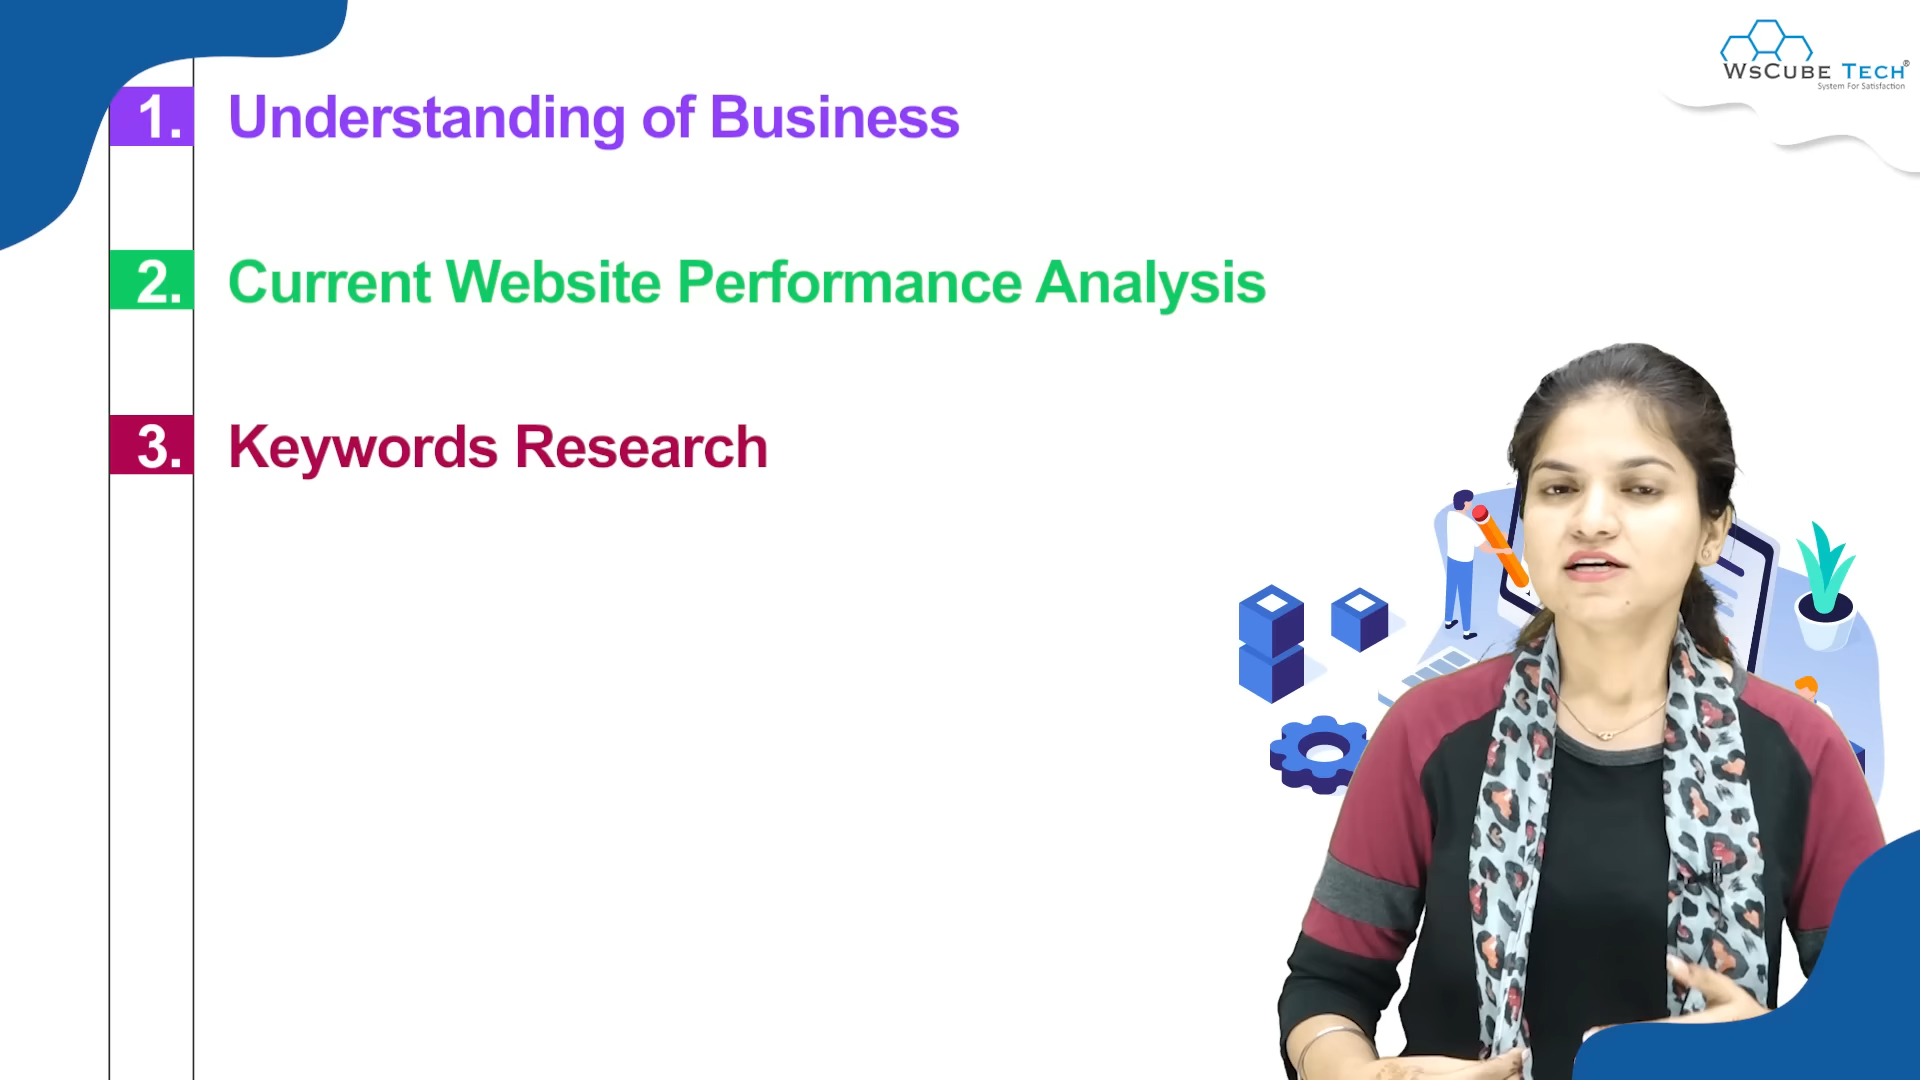 WSCUBE TECH®
System For Satisfaction
1. Understanding of Business
2. Current Website Performance Analysis
3. Keywords Research